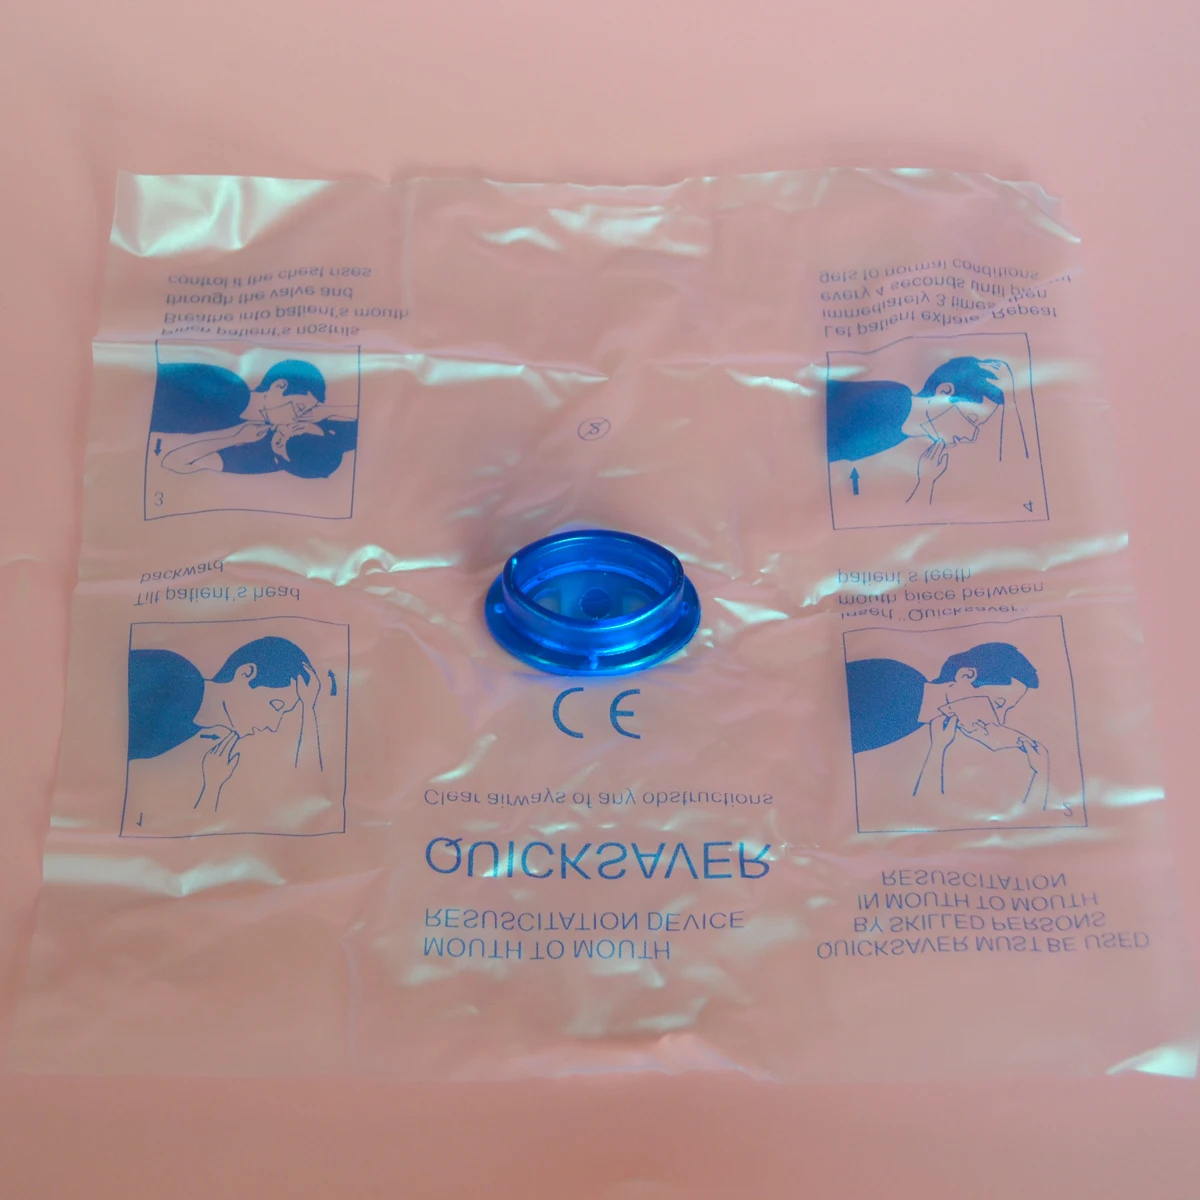 MOUTH TO MOUTH
RESUSCITATION DEVICE
QUICKSAVER
Clear airways of any obstructions
CE
QUICKSAVER MUST BE USED
BY SKILLED PERSONS
IN MOUTH TO MOUTH
RESUSCITATION
1
Tilt patient's head
backward
2
Insert "Quicksaver"
mouth piece between
patient's teeth
3
Pinch patient's nostrils.
Breathe into patient's mouth
through the valve and
control if the chest rises
4
Let patient exhale. Repeat
immediately 3 times, then
every 4 seconds until
gets to normal conditions
2